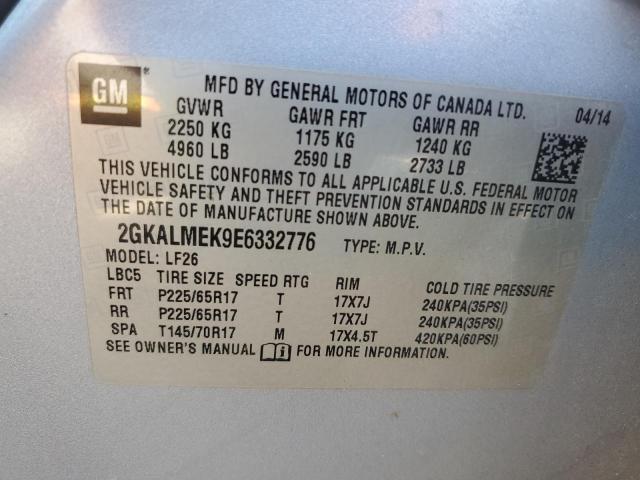 GM
MFD BY GENERAL MOTORS OF CANADA LTD. 04/14
GVWR GAWR FRT GAWR RR
2250 KG 1175 KG 1240 KG
4960 LB 2590 LB 2733 LB
THIS VEHICLE CONFORMS TO ALL APPLICABLE U.S. FEDERAL MOTOR
VEHICLE SAFETY AND THEFT PREVENTION STANDARDS IN EFFECT ON
THE DATE OF MANUFACTURE SHOWN ABOVE.
2GKALMEK9E6332776 TYPE: M.P.V.
MODEL: LF26
LBC5 TIRE SIZE SPEED RTG RIM COLD TIRE PRESSURE
FRT P225/65R17 T 17X7J 240KPA(35PSI)
RR P225/65R17 T 17X7J 240KPA(35PSI)
SPA T145/70R17 M 17X4.5T 420KPA(60PSI)
SEE OWNER'S MANUAL FOR MORE INFORMATION.